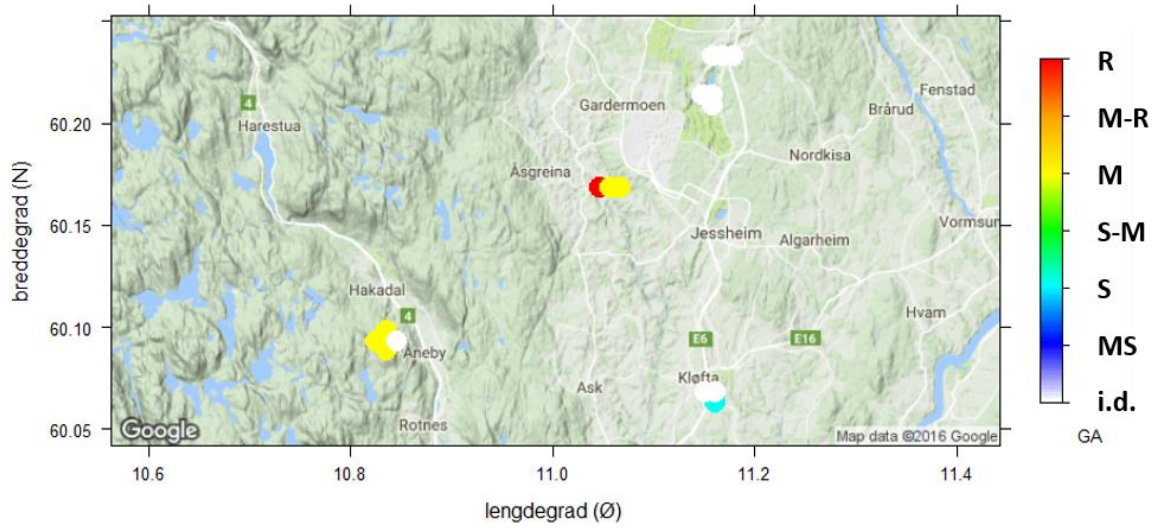 breddegrad (N)
60.20
60.15
60.10
60.05
4
Harestua
Gardermoen
Fenstad
Brårud
Nordkisa
Åsgreina
Jessheim
Algarheim
Vormsun
Hakadal
4
Åneby
Hvam
E6
E16
Ask
Kløfta
Rotnes
Google
Map data ©2016 Google
10.6
10.8
11.0
11.2
11.4
lengdegrad (Ø)
R
M-R
M
S-M
S
MS
i.d.
GA